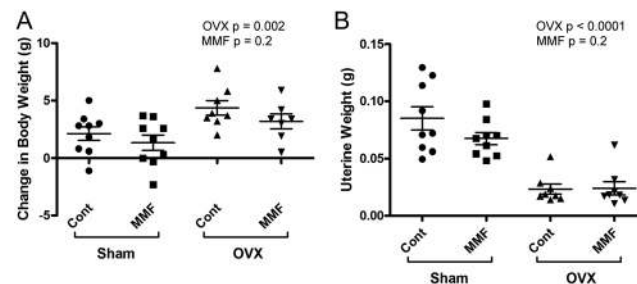 A
OVX p = 0.002
MMF p = 0.2
Change in Body Weight (g)
10
5
0
-5
Cont
MMF
Cont
MMF
Sham
OVX
B
OVX p < 0.0001
MMF p = 0.2
Uterine Weight (g)
0.15
0.10
0.05
0.00
Cont
MMF
Cont
MMF
Sham
OVX